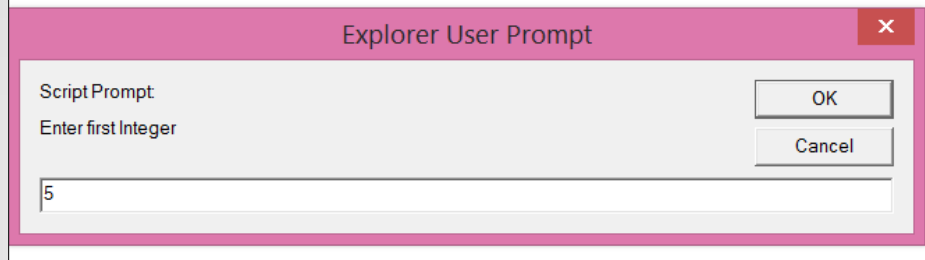 Explorer User Prompt
X
Script Prompt:
OK
Enter first Integer
Cancel
5